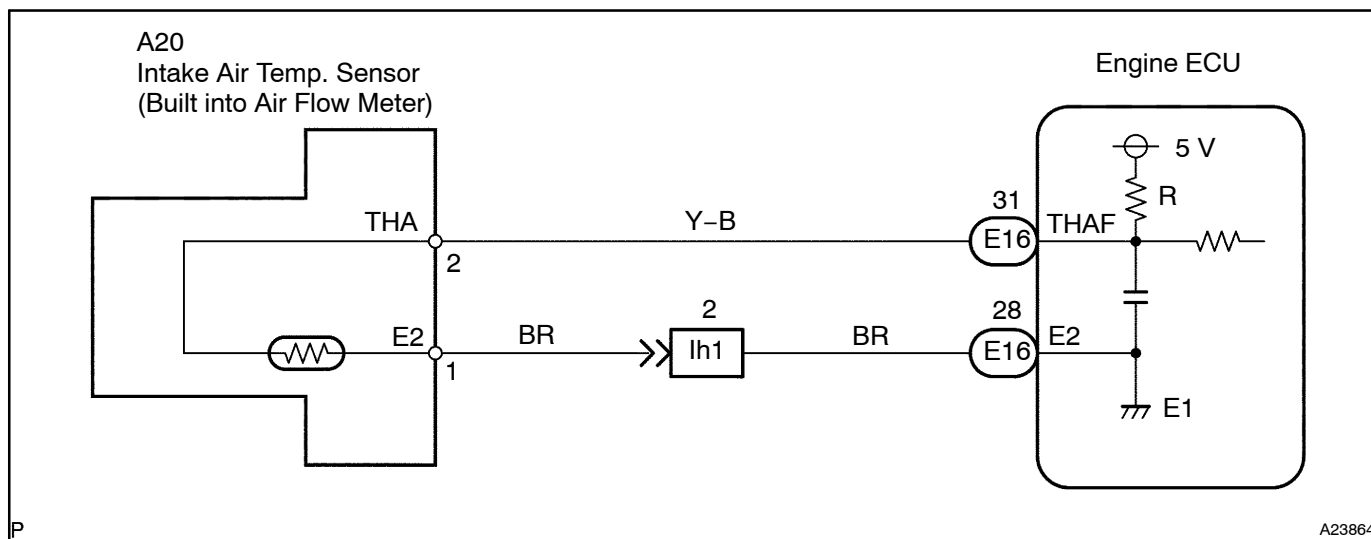 A20
Intake Air Temp. Sensor
(Built into Air Flow Meter)
Engine ECU
5 V
R
31
THA
Y–B
E16
THAF
2
2
28
E2
BR
Ih1
BR
E16
E2
1
E1
P
A23864